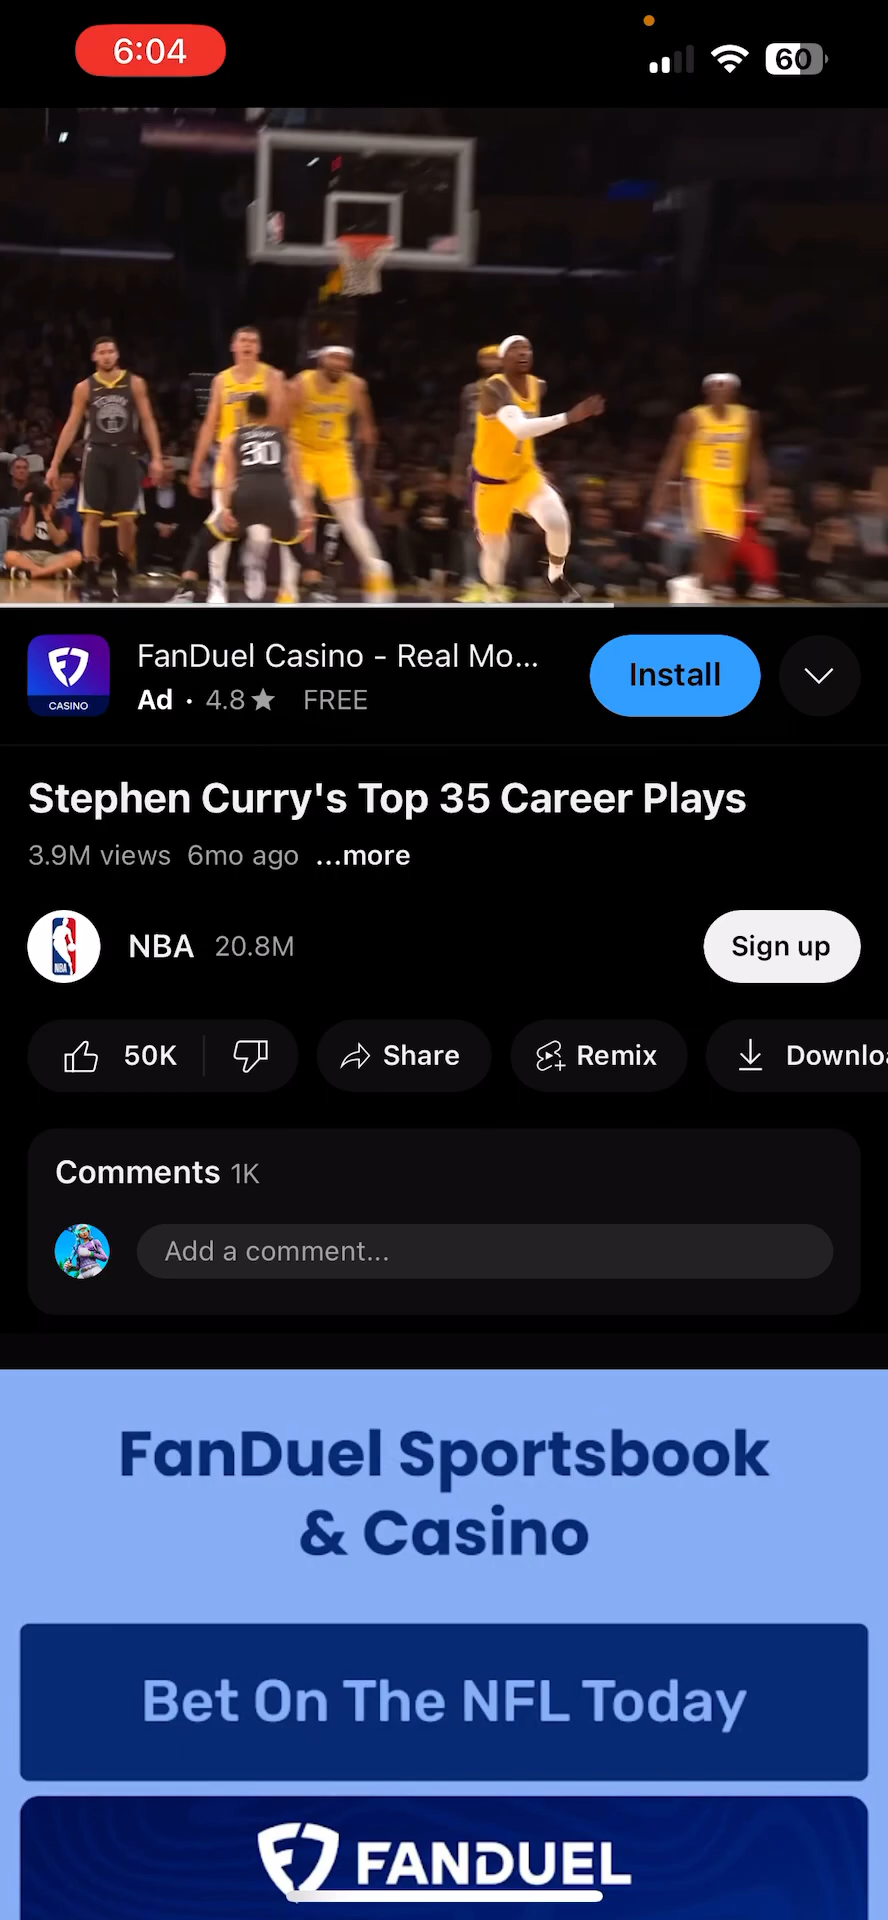 6:04
60
30
FanDuel Casino - Real Mo...
Ad · 4.8★ FREE
Install
CASINO
Stephen Curry's Top 35 Career Plays
3.9M views 6mo ago ...more
NBA
NBA 20.8M
Sign up
50K
Share
Remix
Downlo
Comments 1K
Add a comment...
FanDuel Sportsbook
& Casino
Bet On The NFL Today
FANDUEL